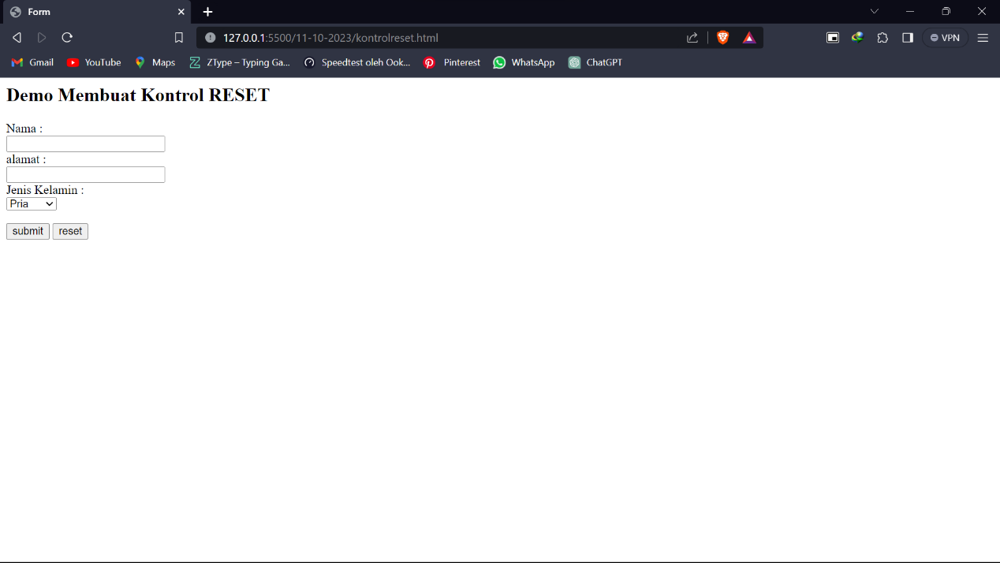 Form
127.0.0.1:5500/11-10-2023/kontrolreset.html
VPN
Gmail YouTube Maps ZType – Typing Ga... Speedtest oleh Ook... Pinterest WhatsApp ChatGPT
Demo Membuat Kontrol RESET
Nama :
alamat :
Jenis Kelamin :
Pria
submit reset